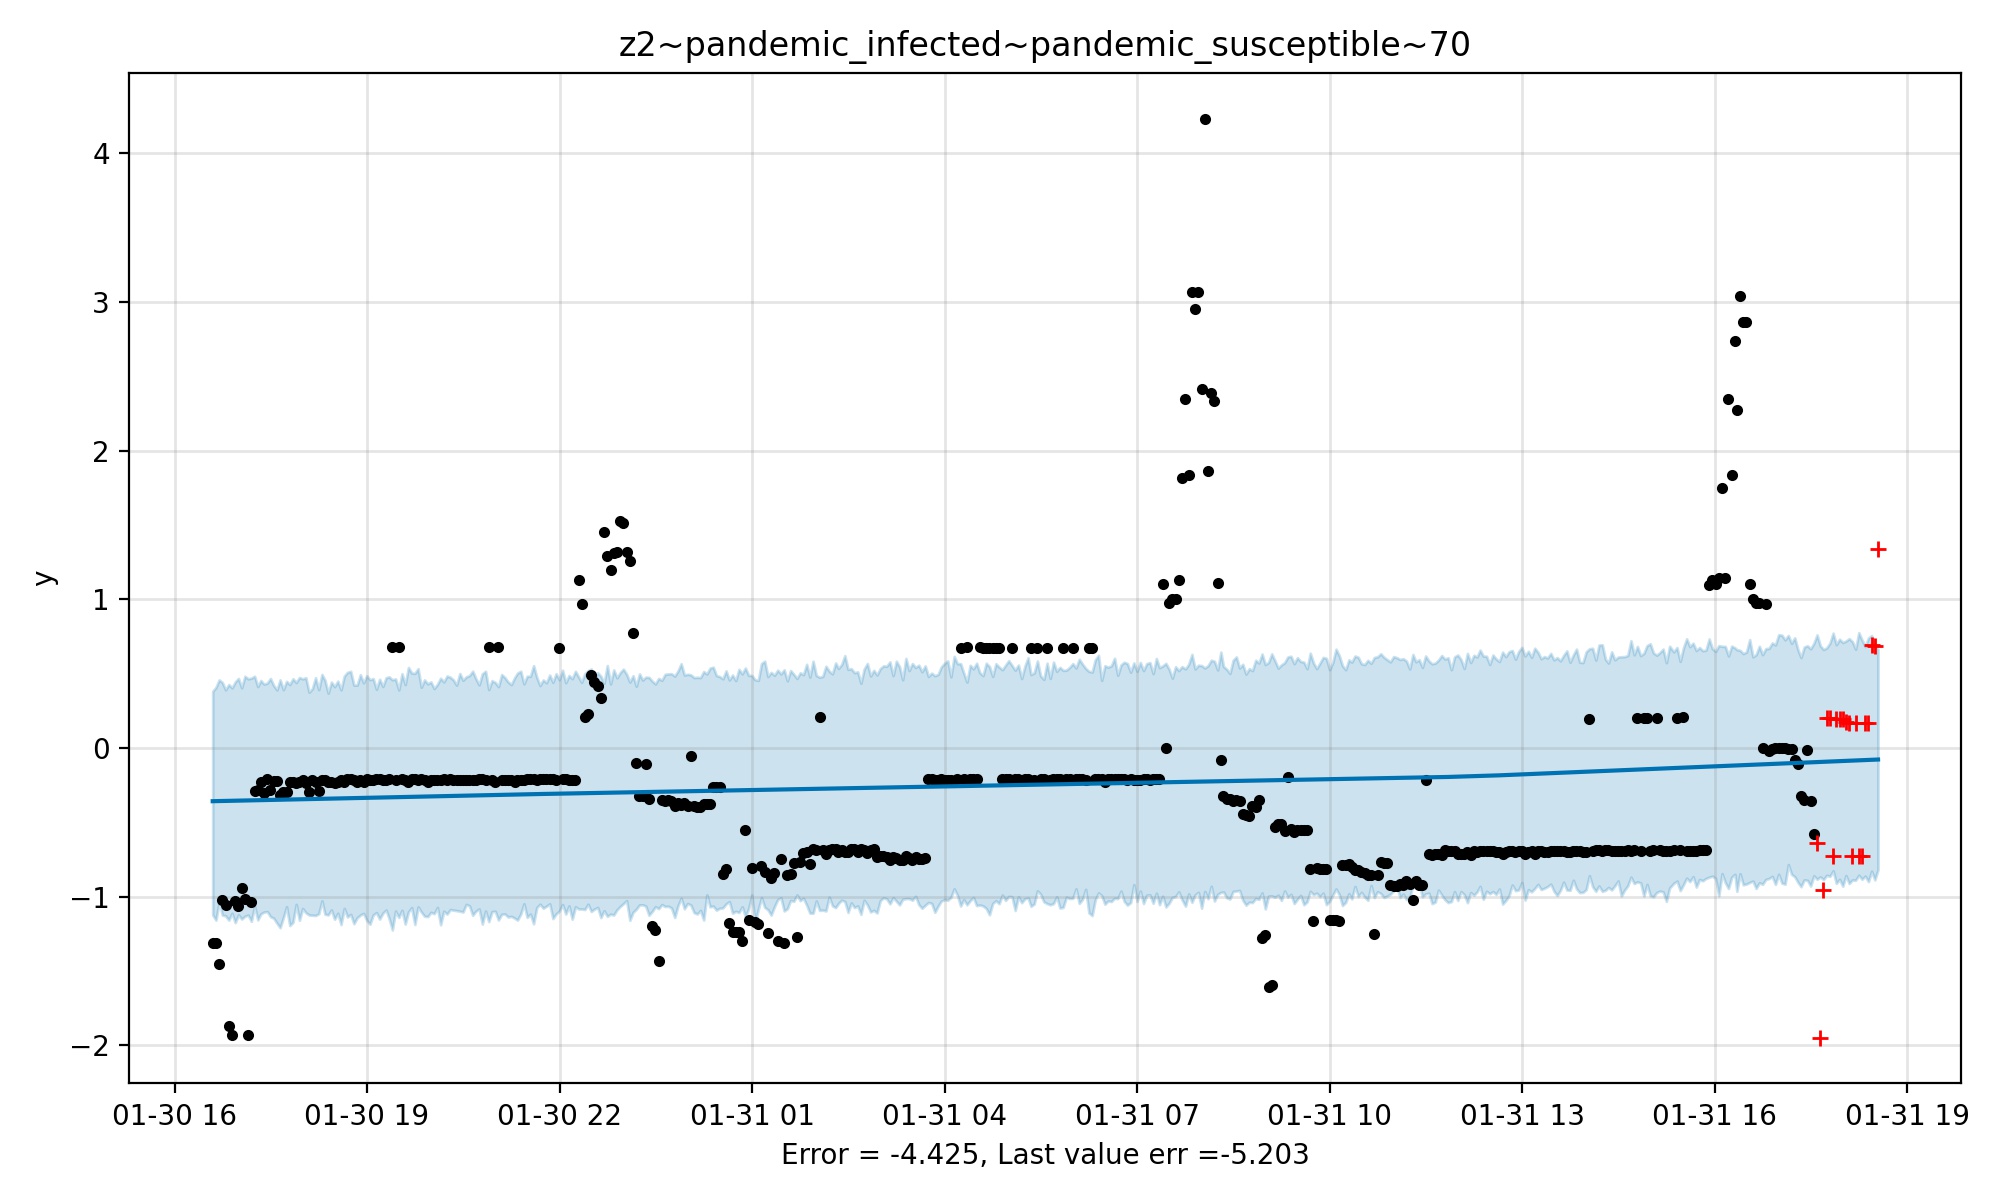 z2~pandemic_infected~pandemic_susceptible~70
y
4
3
2
1
0
−1
−2
01-30 16 01-30 19 01-30 22 01-31 01 01-31 04 01-31 07 01-31 10 01-31 13 01-31 16 01-31 19
Error = -4.425, Last value err =-5.203